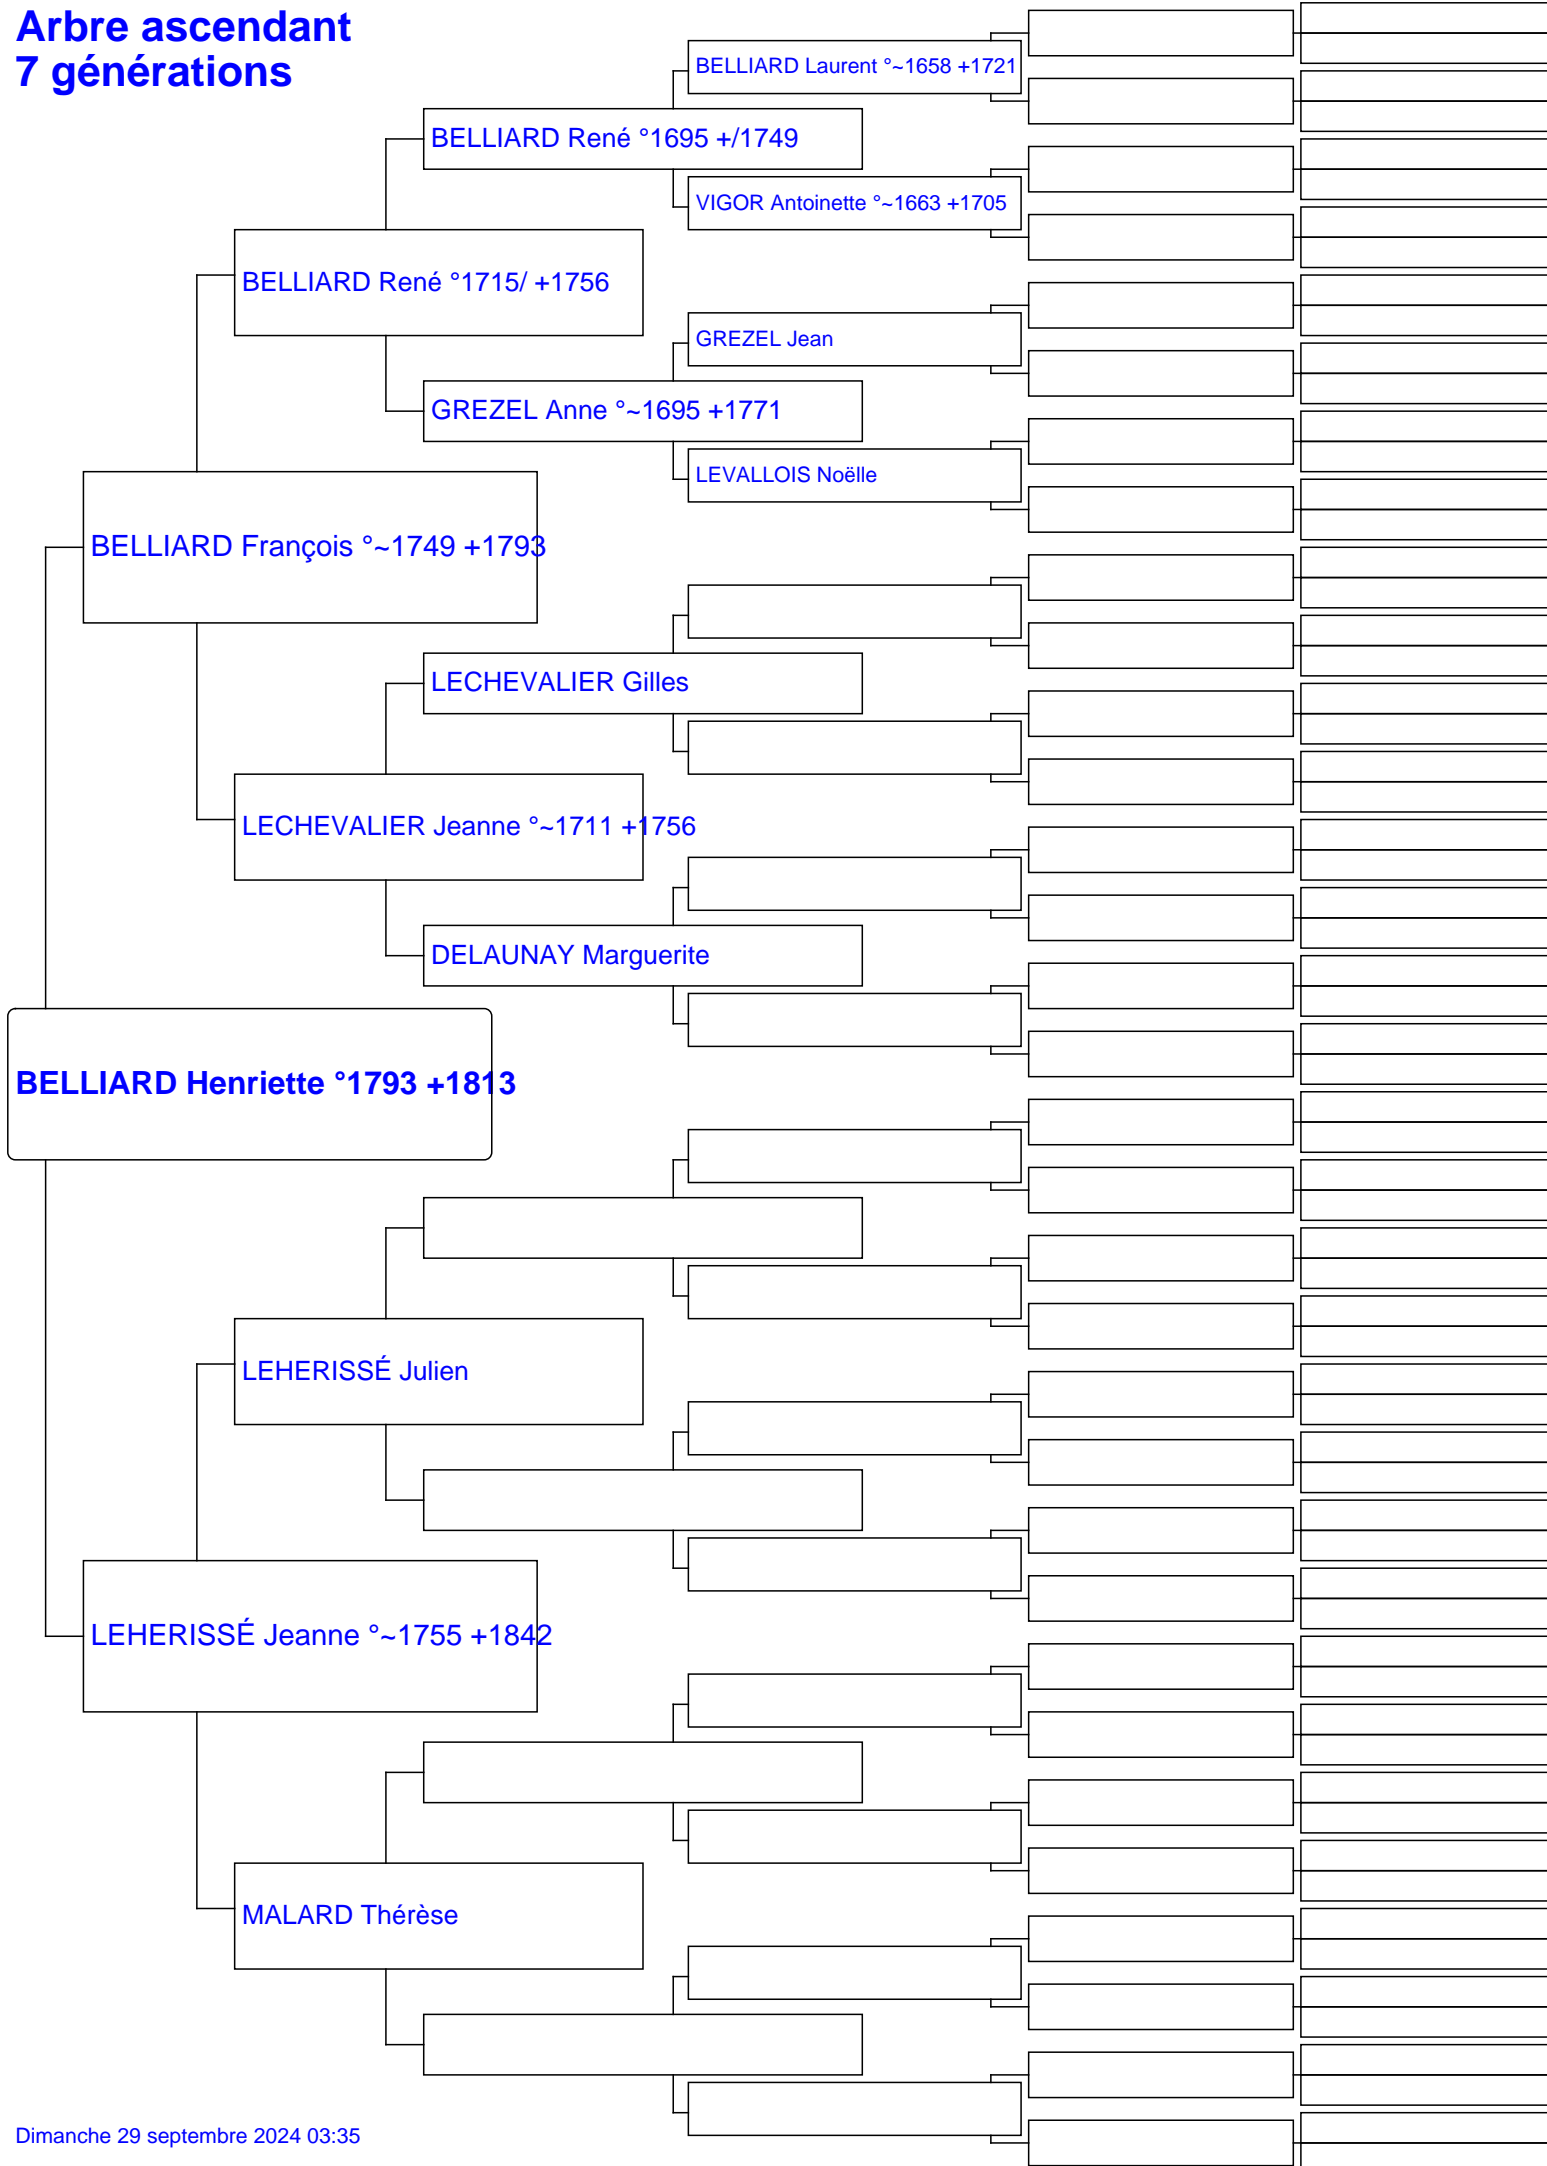 Arbre ascendant
7 générations
BELLIARD Laurent °~1658 +1721
BELLIARD René °1695 +/1749
VIGOR Antoinette °~1663 +1705
BELLIARD René °1715/ +1756
GREZEL Jean
GREZEL Anne °~1695 +1771
LEVALLOIS Noëlle
BELLIARD François °~1749 +1793
LECHEVALIER Gilles
LECHEVALIER Jeanne °~1711 +1756
DELAUNAY Marguerite
BELLIARD Henriette °1793 +1813
LEHERISSÉ Julien
LEHERISSÉ Jeanne °~1755 +1842
MALARD Thérèse
Dimanche 29 septembre 2024 03:35